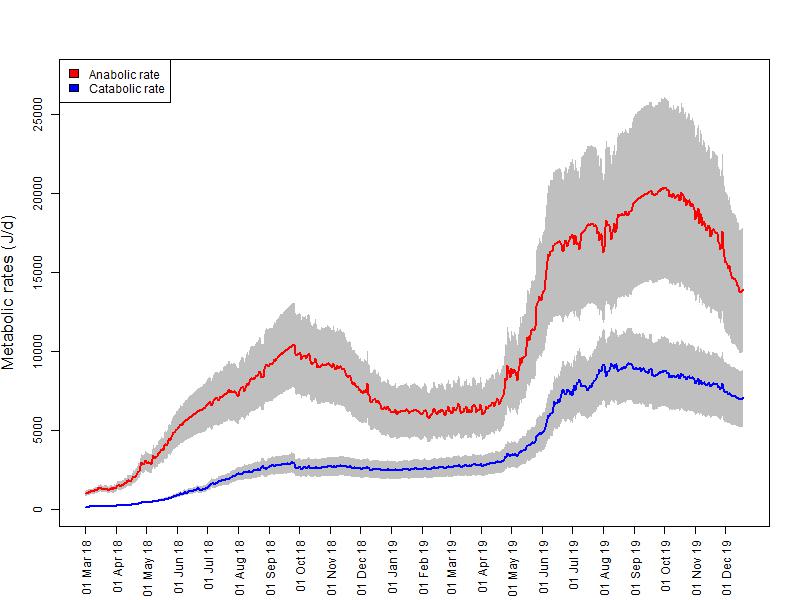 Anabolic rate
Catabolic rate
Metabolic rates (J/d)
25000
20000
15000
10000
5000
0
01 Mar 18
01 Apr 18
01 May 18
01 Jun 18
01 Jul 18
01 Aug 18
01 Sep 18
01 Oct 18
01 Nov 18
01 Dec 18
01 Jan 19
01 Feb 19
01 Mar 19
01 Apr 19
01 May 19
01 Jun 19
01 Jul 19
01 Aug 19
01 Sep 19
01 Oct 19
01 Nov 19
01 Dec 19